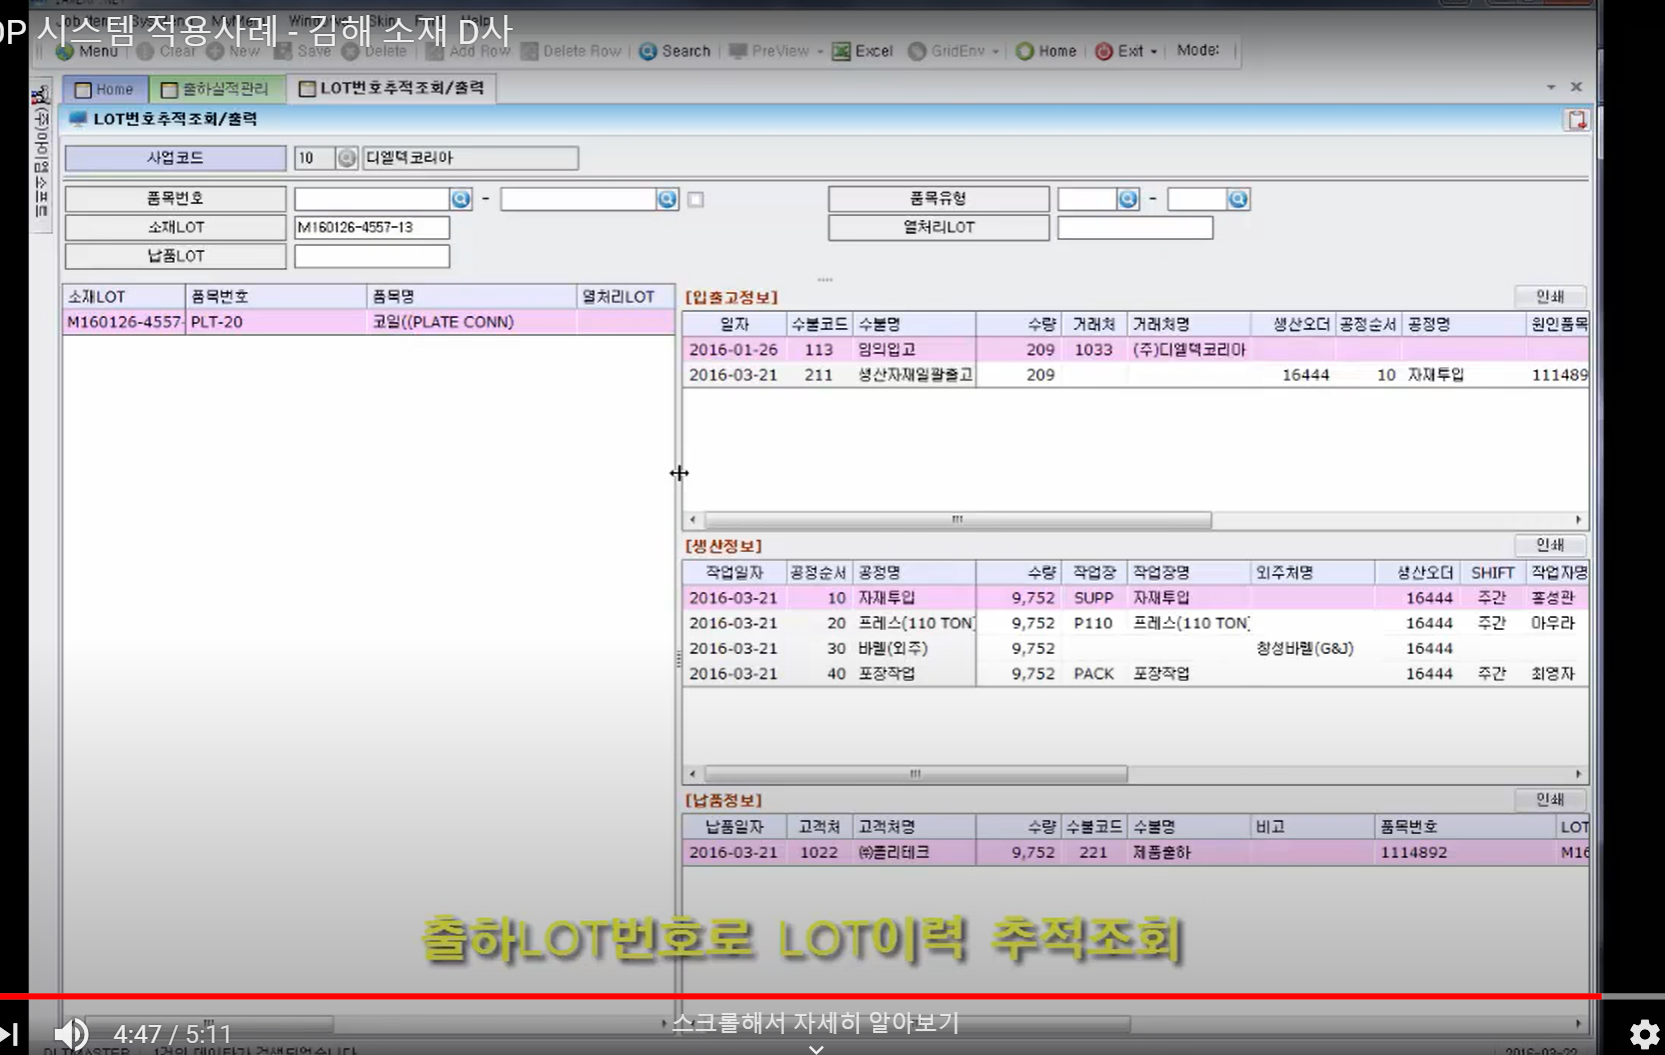 OP 시스템 적용사례 - 김해 소재 D사
Menu Clear New Save Delete Add Row Delete Row Search PreView Excel GridEnv Home Exit Mode:
Home 출하실적관리 LOT번호추적조회/출력
(주)아이엠소프트
LOT번호추적조회/출력
사업코드 10 디엘텍코리아
품목번호 - 품목유형 -
소재LOT M160126-4557-13 열처리LOT
납품LOT
소재LOT 품목번호 품목명 열처리LOT
M160126-4557- PLT-20 코일((PLATE CONN)
[입출고정보] 인쇄
일자 수불코드 수불명 수량 거래처 거래처명 생산오더 공정순서 공정명 원인품목
2016-01-26 113 임의입고 209 1033 (주)디엘텍코리아
2016-03-21 211 생산자재일괄출고 209 16444 10 자재투입 111489
[생산정보] 인쇄
작업일자 공정순서 공정명 수량 작업장 작업장명 외주처명 생산오더 SHIFT 작업자명
2016-03-21 10 자재투입 9,752 SUPP 자재투입 16444 주간 홍성관
2016-03-21 20 프레스(110 TON) 9,752 P110 프레스(110 TON) 16444 주간 마우라
2016-03-21 30 바렐(외주) 9,752 창성바렐(G&J) 16444
2016-03-21 40 포장작업 9,752 PACK 포장작업 16444 주간 최영자
[납품정보] 인쇄
납품일자 고객처 고객처명 수량 수불코드 수불명 비고 품목번호 LOT
2016-03-21 1022 ㈜폴리테크 9,752 221 제품출하 1114892 M16
출하LOT번호로 LOT이력 추적조회
4:47 / 5:11
스크롤해서 자세히 알아보기